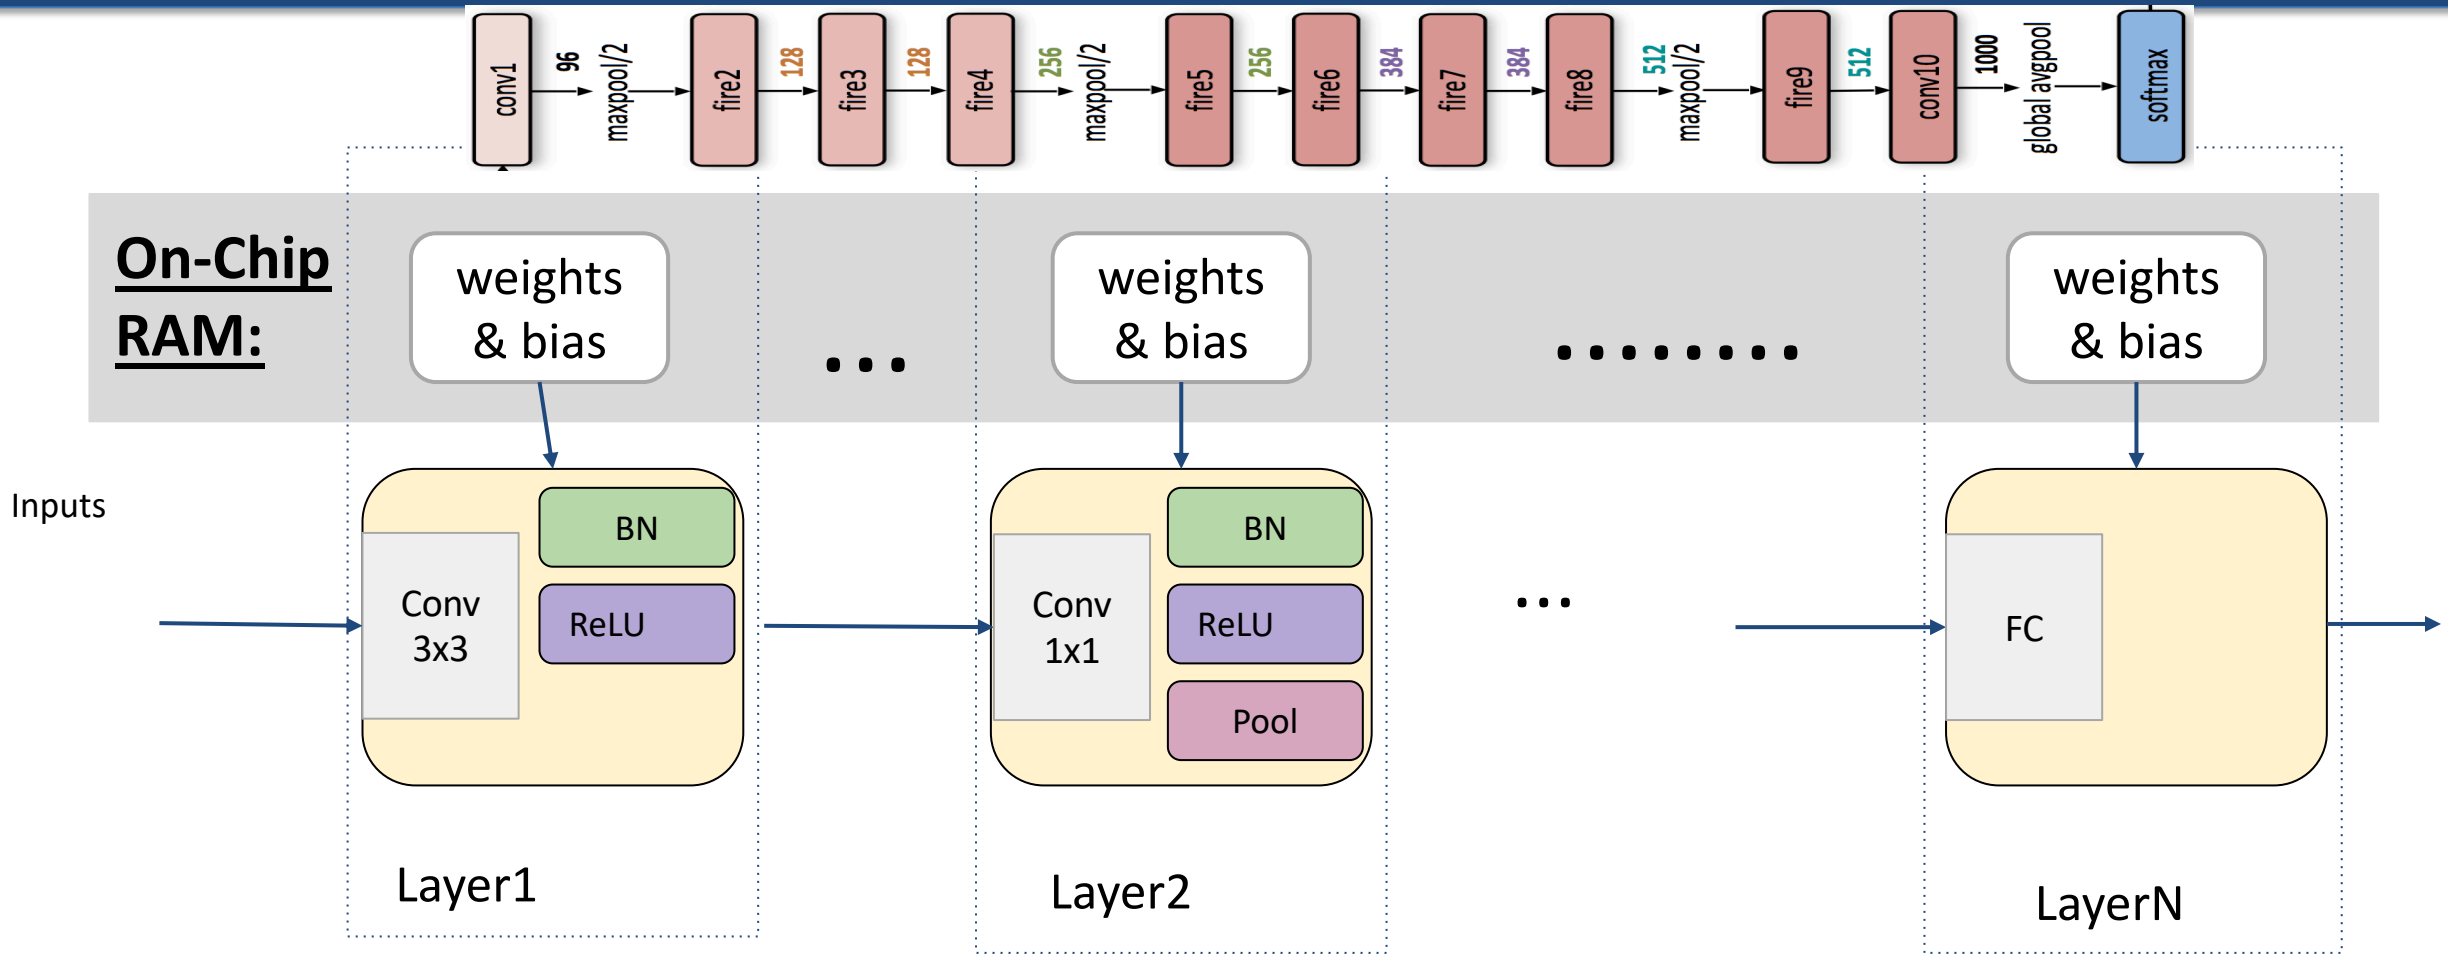 conv1
96
maxpool/2
fire2
128
fire3
128
fire4
256
maxpool/2
fire5
256
fire6
384
fire7
384
fire8
512
maxpool/2
fire9
512
conv10
1000
global avgpool
softmax
On-Chip
RAM:
weights
& bias
...
weights
& bias
........
weights
& bias
Inputs
Conv
3x3
BN
ReLU
Conv
1x1
BN
ReLU
Pool
...
FC
Layer1
Layer2
LayerN